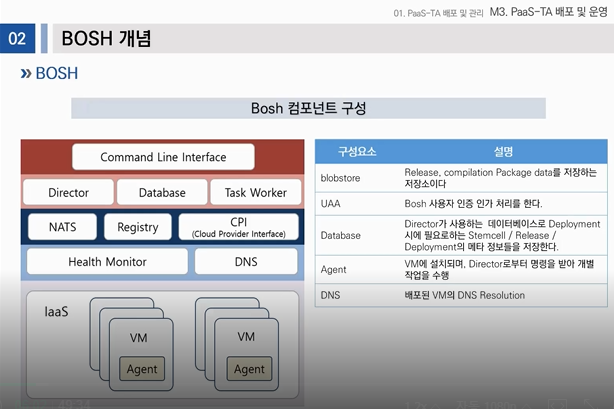 01. PaaS-TA 배포 및 관리 M3. PaaS-TA 배포 및 운영
02 BOSH 개념
BOSH
Bosh 컴포넌트 구성
Command Line Interface
Director Database Task Worker
NATS Registry CPI
(Cloud Provider Interface)
Health Monitor DNS
IaaS
VM VM
Agent Agent
구성요소 설명
blobstore Release, compilation Package data를 저장하는
저장소이다
UAA Bosh 사용자 인증 인가 처리를 한다.
Database Director가 사용하는 데이터베이스로 Deployment
시에 필요로하는 Stemcell / Release /
Deployment의 메타 정보들을 저장한다.
Agent VM에 설치되며, Director로부터 명령을 받아 개별
작업을 수행
DNS 배포된 VM의 DNS Resolution